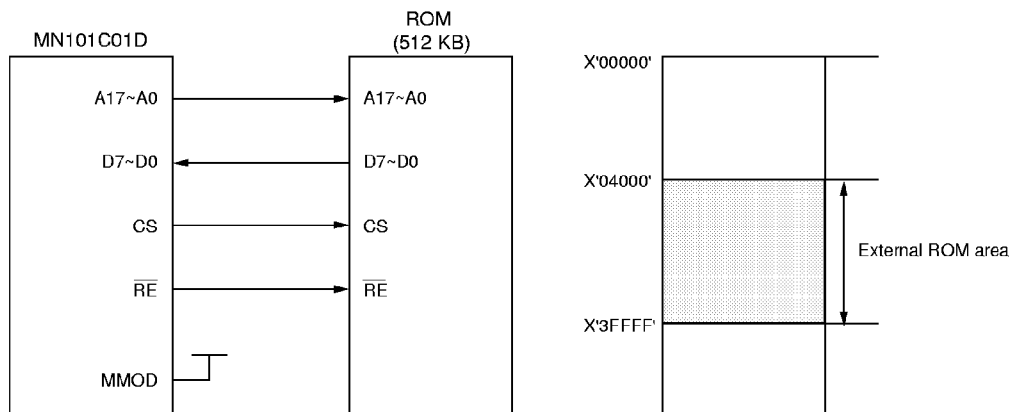 MN101C01D
ROM
(512 KB)
A17~A0
A17~A0
D7~D0
D7~D0
CS
CS
RE
RE
MMOD
X'00000'
X'04000'
External ROM area
X'3FFFF'